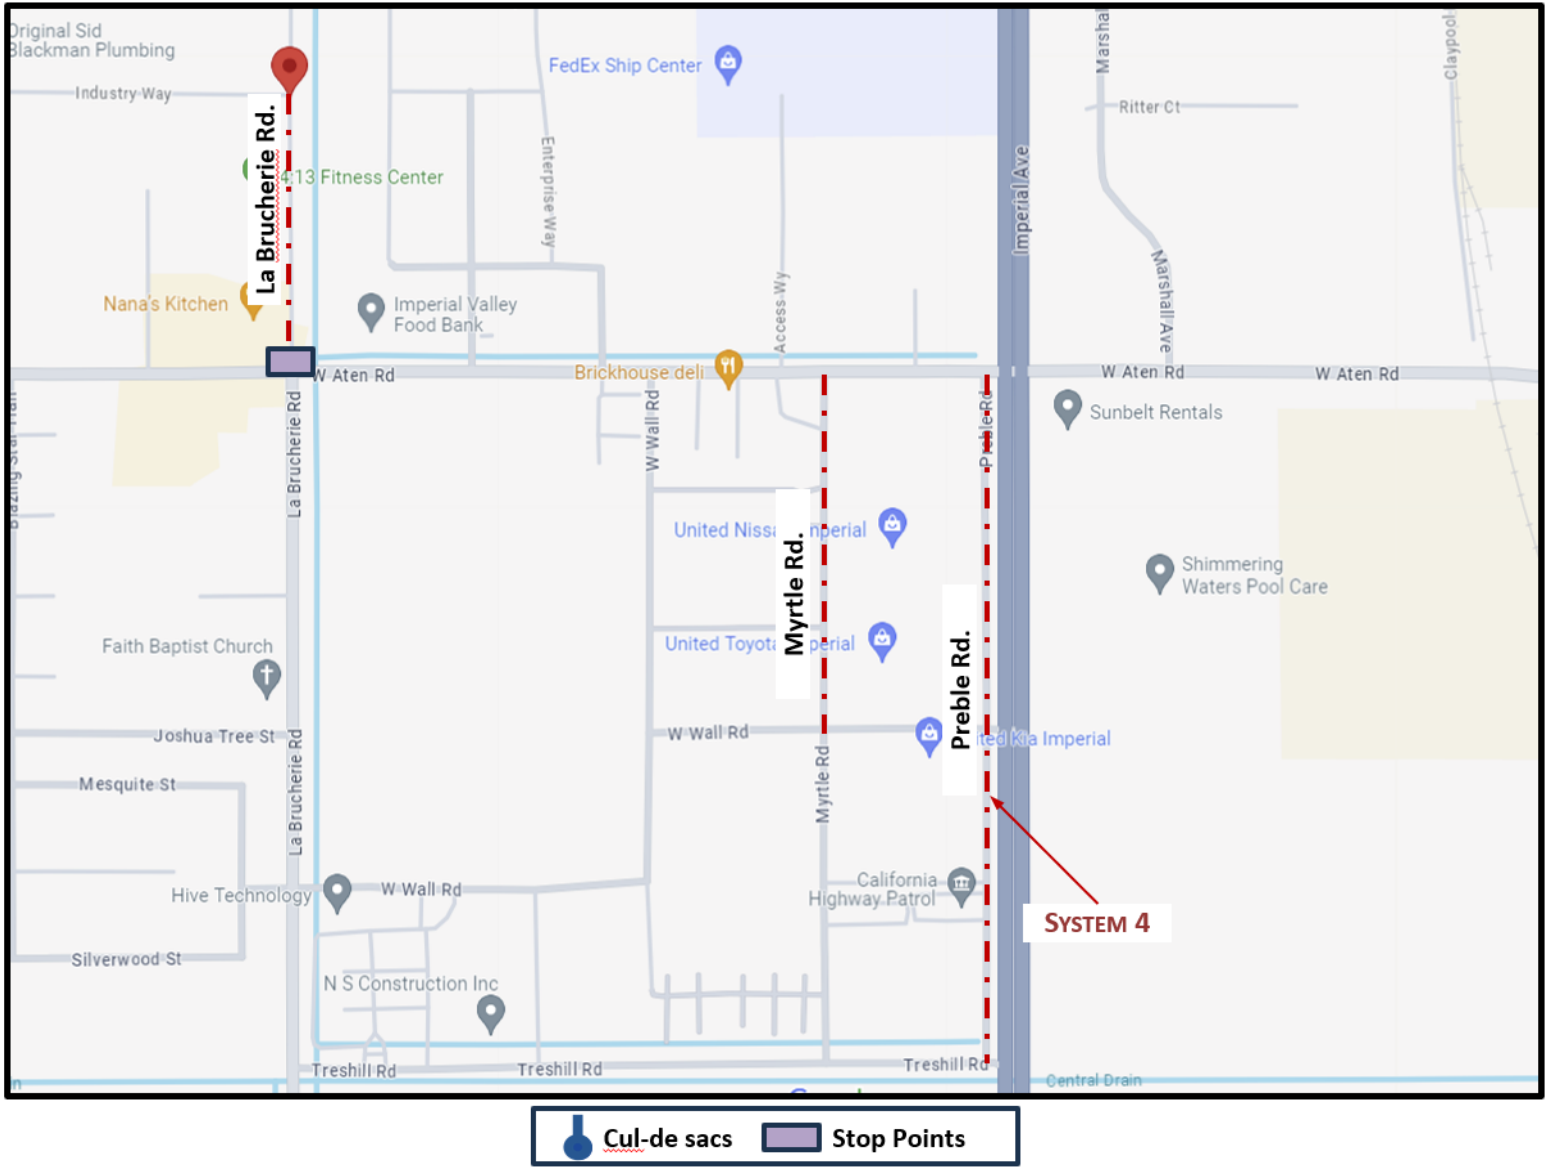 Original Sid
Blackman Plumbing
Industry Way
La Brucherie Rd.
4:13 Fitness Center
Nana's Kitchen
FedEx Ship Center
Enterprise Way
Imperial Valley
Food Bank
Access Wy
Imperial Ave
Marshal
Ritter Ct
Marshall Ave
Claypool
W Aten Rd
Brickhouse deli
W Aten Rd
W Aten Rd
Sunbelt Rentals
La Brucherie Rd
W Wall Rd
Preble Rd
United Nissa mperial
Myrtle Rd.
United Toyota perial
Shimmering
Waters Pool Care
Preble Rd.
Faith Baptist Church
Joshua Tree St
La Brucherie Rd
W Wall Rd
ited Kia Imperial
Mesquite St
Myrtle Rd
Hive Technology
W Wall Rd
California
Highway Patrol
SYSTEM 4
Silverwood St
N S Construction Inc
Treshill Rd
Treshill Rd
Treshill Rd
Central Drain
Cul-de sacs
Stop Points